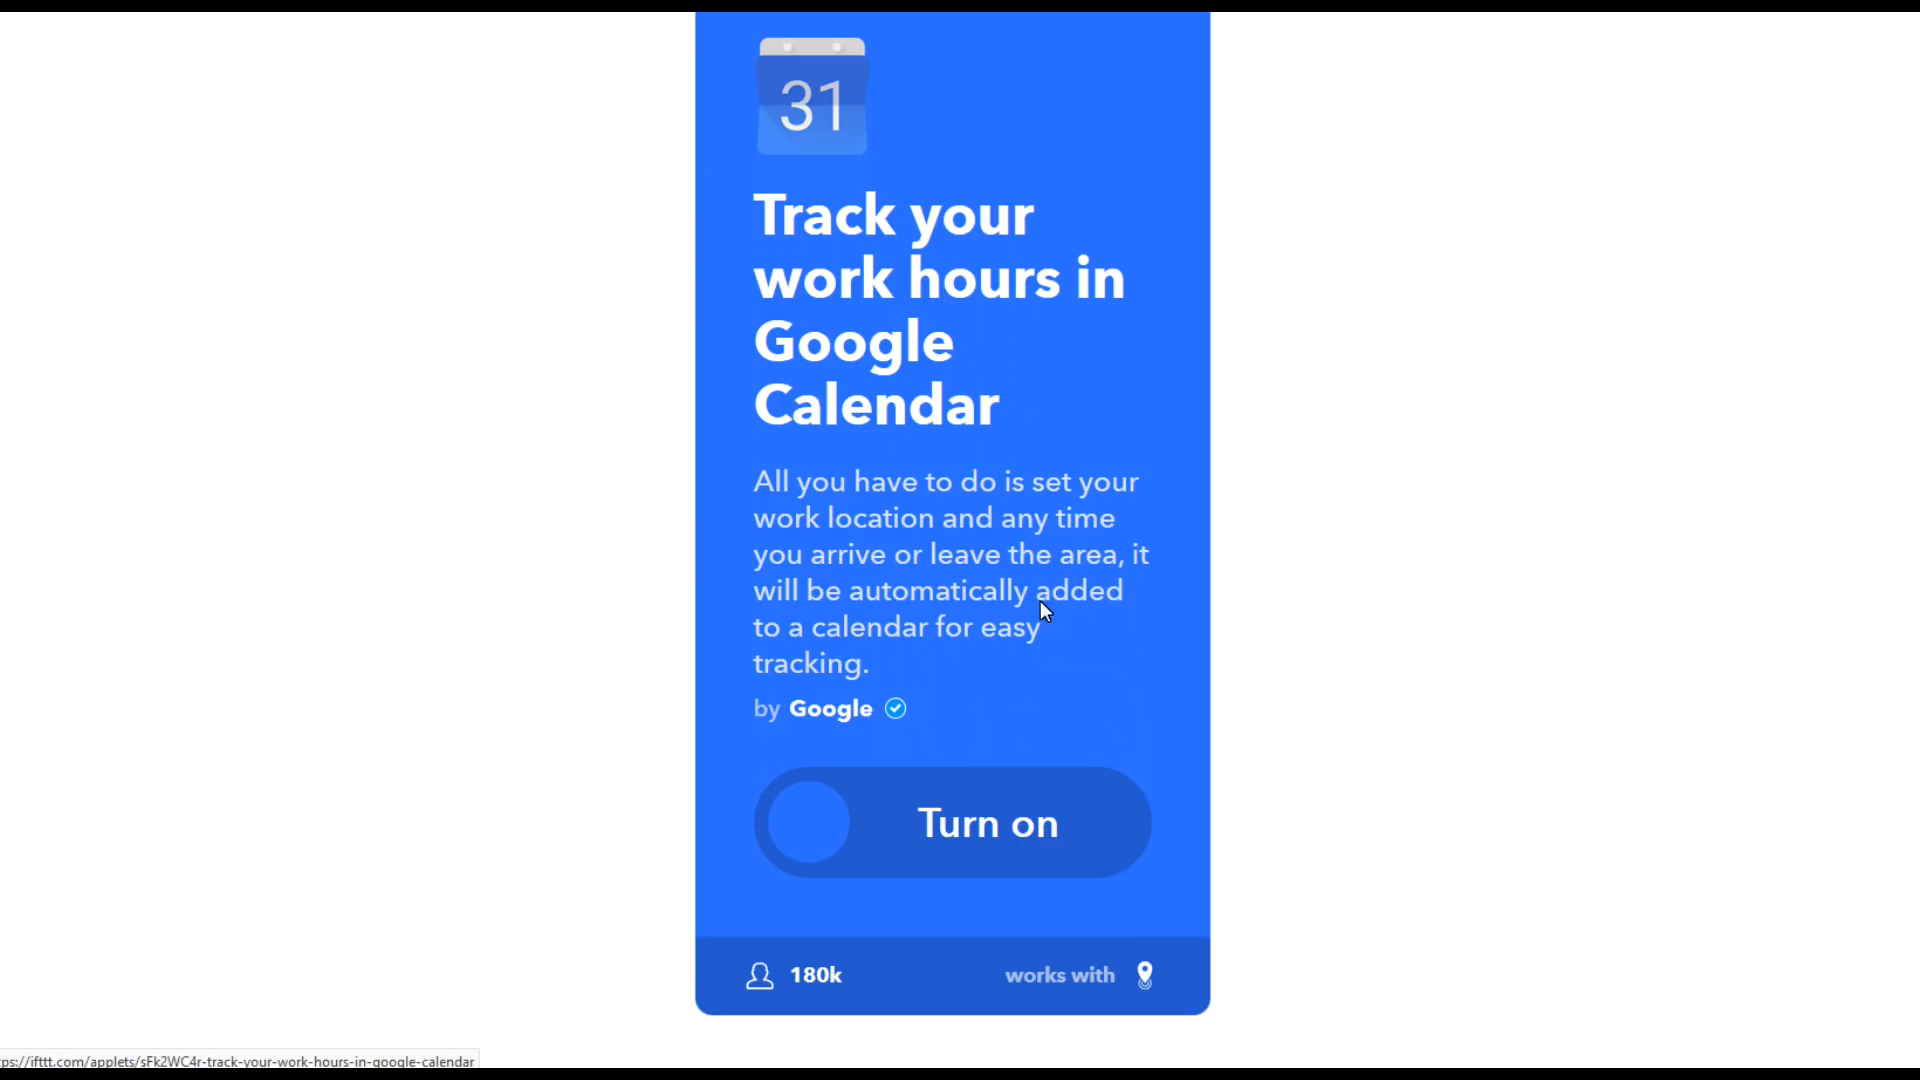 31
Track your
work hours in
Google
Calendar
All you have to do is set your
work location and any time
you arrive or leave the area, it
will be automatically added
to a calendar for easy
tracking.
by Google
Turn on
180k
works with
ps://ifttt.com/applets/sFk2WC4r-track-your-work-hours-in-google-calendar